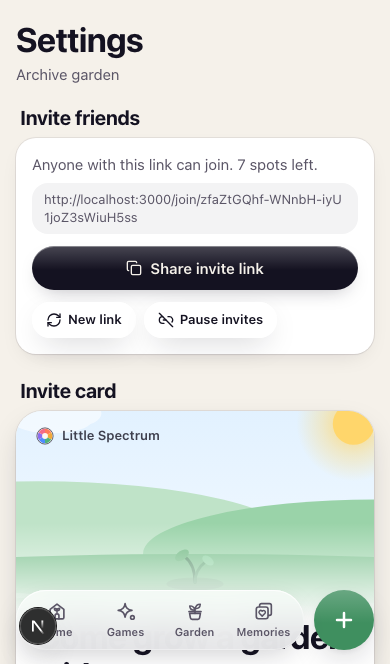 Settings
Archive garden
Invite friends
Anyone with this link can join. 7 spots left.
http://localhost:3000/join/zfaZtGQhf-WNnbH-iyU
1joZ3sWiuH5ss
Share invite link
New link
Pause invites
Invite card
Little Spectrum
N
Games
Garden
Memories